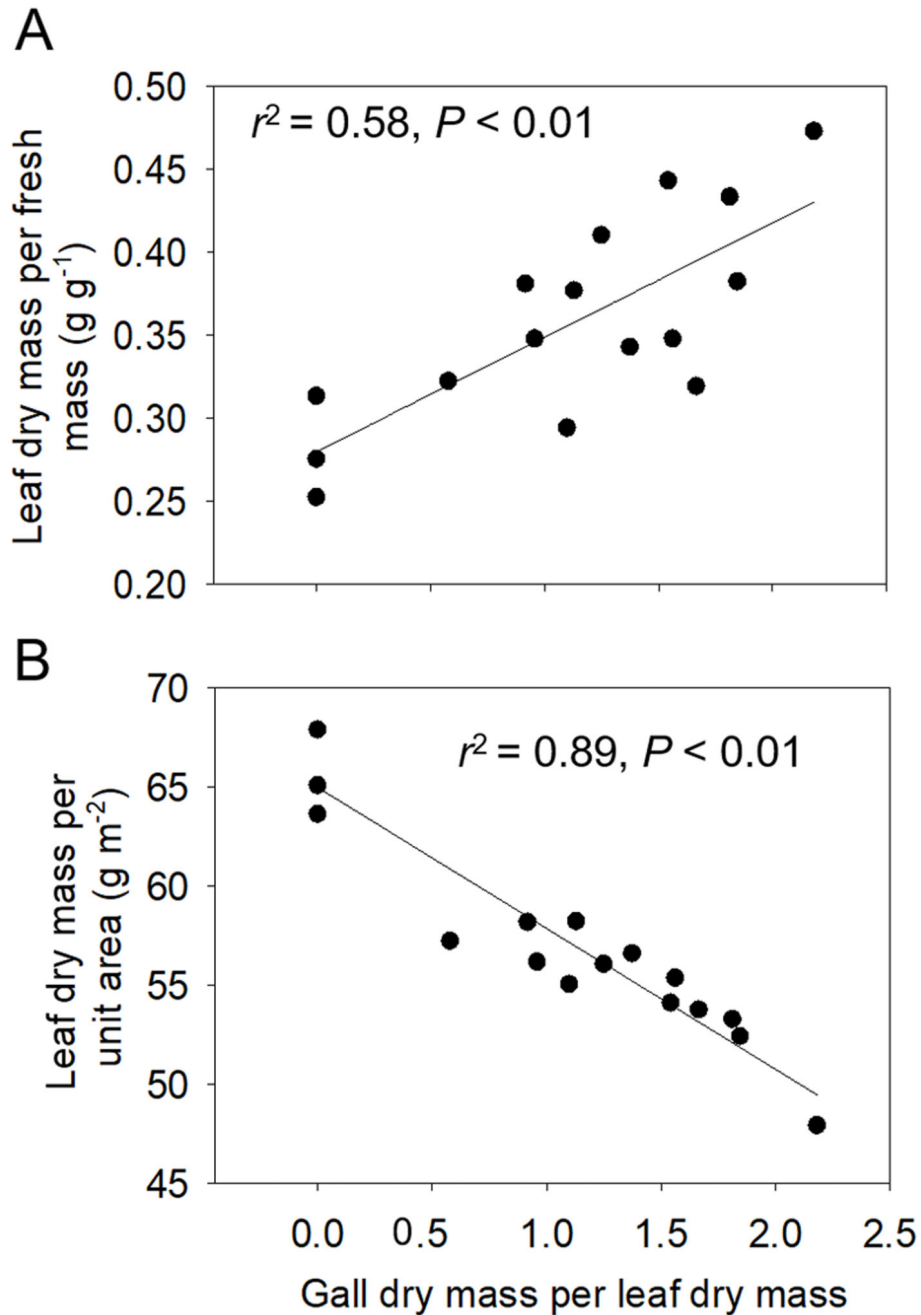 A
Leaf dry mass per fresh
mass (g g⁻¹)
0.50
0.45
0.40
0.35
0.30
0.25
0.20
r² = 0.58, P < 0.01
B
Leaf dry mass per
unit area (g m⁻²)
70
65
60
55
50
45
r² = 0.89, P < 0.01
0.0 0.5 1.0 1.5 2.0 2.5
Gall dry mass per leaf dry mass